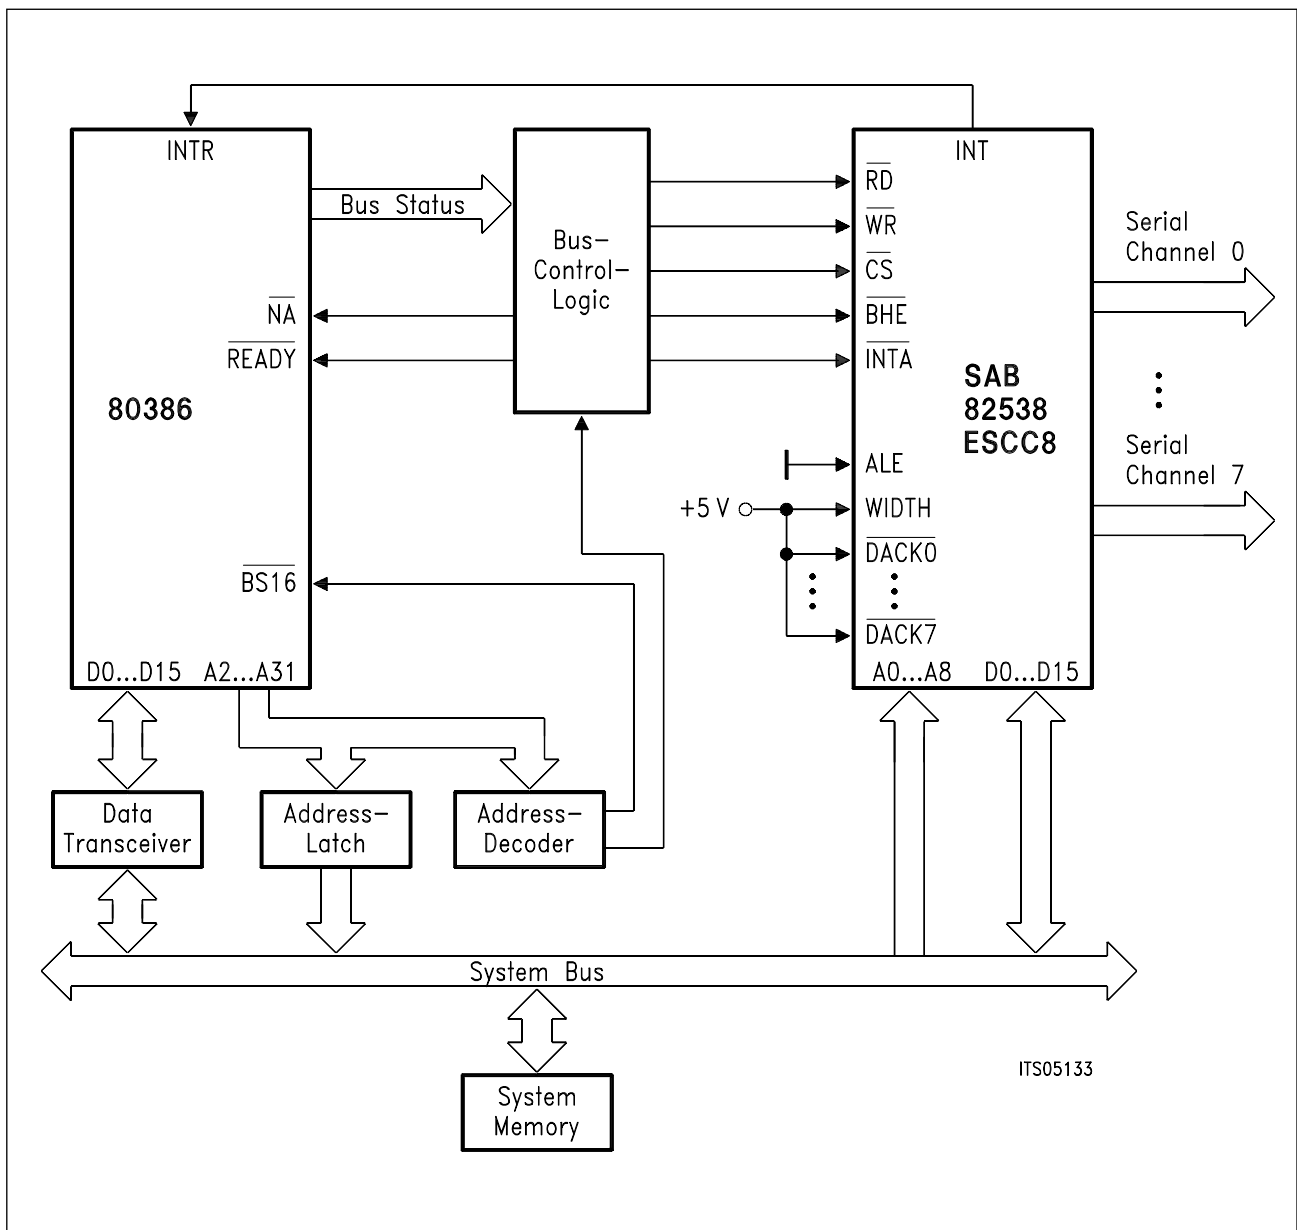 INTR
INT
Bus Status
Bus-
Control-
Logic
RD
WR
CS
BHE
INTA
NA
READY
80386
SAB
82538
ESCC8
Serial
Channel 0
Serial
Channel 7
ALE
+5 V
WIDTH
DACK0
DACK7
BS16
D0...D15
A2...A31
A0...A8
D0...D15
Data
Transceiver
Address-
Latch
Address-
Decoder
System Bus
System
Memory
ITS05133